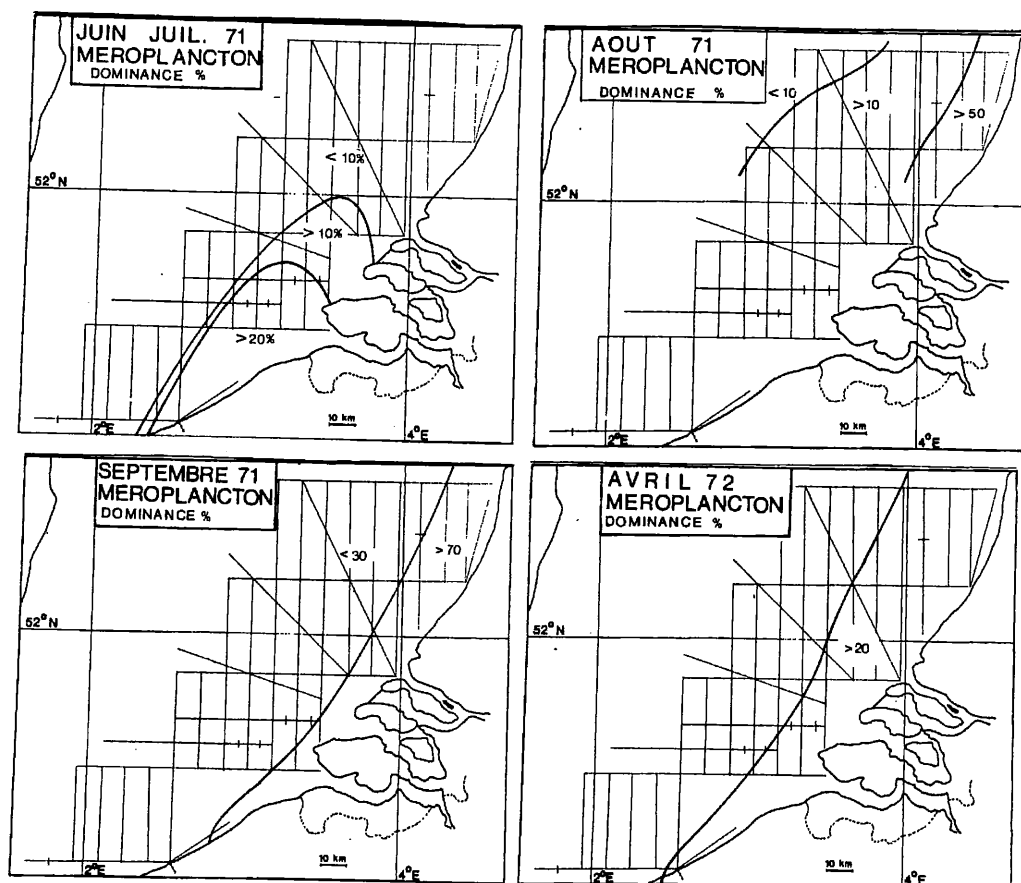 JUIN JUIL. 71
MEROPLANCTON
DOMINANCE %
< 10%
52°N
> 10%
>20%
10 km
2°E
4°E
AOUT 71
MEROPLANCTON
DOMINANCE %
< 10
>10
> 50
52°N
10 km
2°E
4°E
SEPTEMBRE 71
MEROPLANCTON
DOMINANCE %
< 30
> 70
52°N
10 km
2°E
4°E
AVRIL 72
MEROPLANCTON
DOMINANCE %
52°N
>20
10 km
2°E
4°E